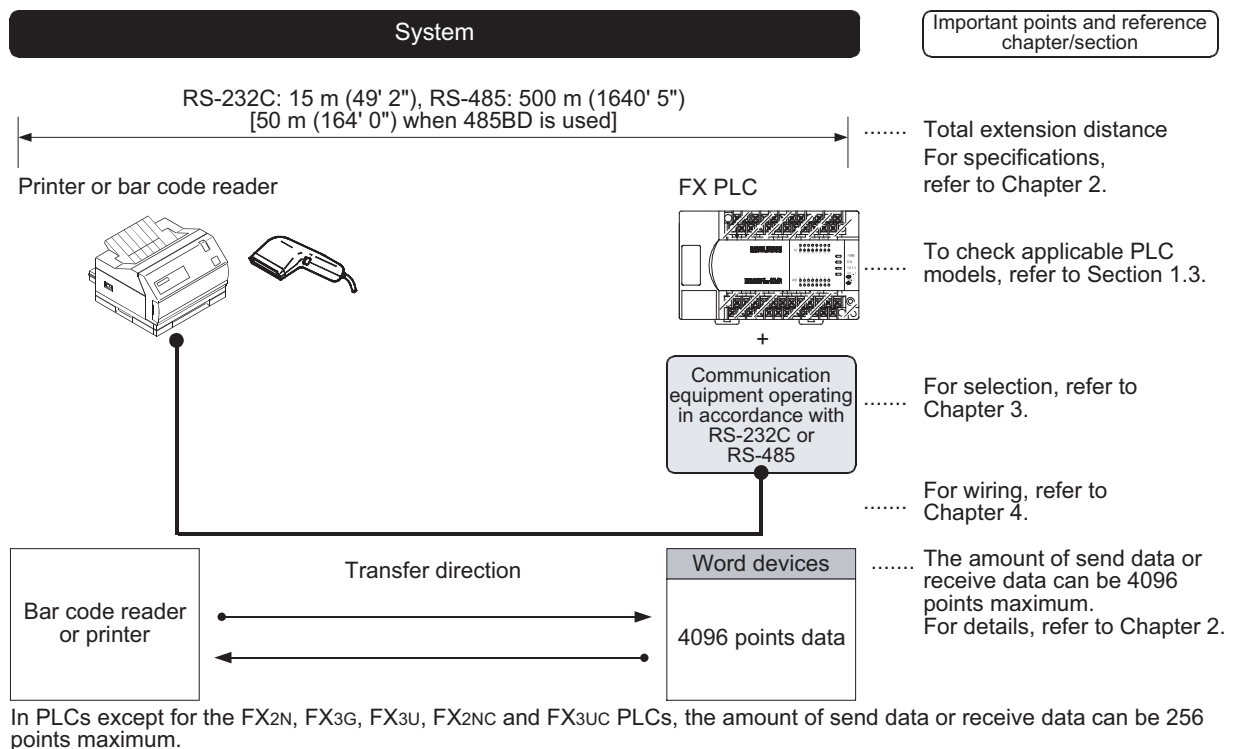 System
Important points and reference
chapter/section
RS-232C: 15 m (49' 2"), RS-485: 500 m (1640' 5")
[50 m (164' 0") when 485BD is used]
....... Total extension distance
For specifications,
refer to Chapter 2.
Printer or bar code reader
FX PLC
....... To check applicable PLC
models, refer to Section 1.3.
+
Communication
equipment operating
in accordance with
RS-232C or
RS-485
....... For selection, refer to
Chapter 3.
....... For wiring, refer to
Chapter 4.
Bar code reader
or printer
Transfer direction
Word devices
4096 points data
....... The amount of send data or
receive data can be 4096
points maximum.
For details, refer to Chapter 2.
In PLCs except for the FX2N, FX3G, FX3U, FX2NC and FX3UC PLCs, the amount of send data or receive data can be 256
points maximum.